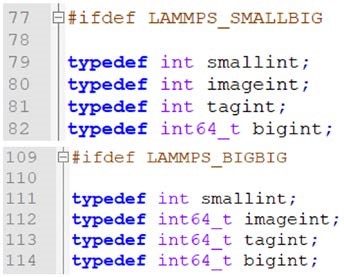 77 #ifdef LAMMPS_SMALLBIG
78
79 typedef int smallint;
80 typedef int imageint;
81 typedef int tagint;
82 typedef int64_t bigint;
109 #ifdef LAMMPS_BIGBIG
110
111 typedef int smallint;
112 typedef int64_t imageint;
113 typedef int64_t tagint;
114 typedef int64_t bigint;